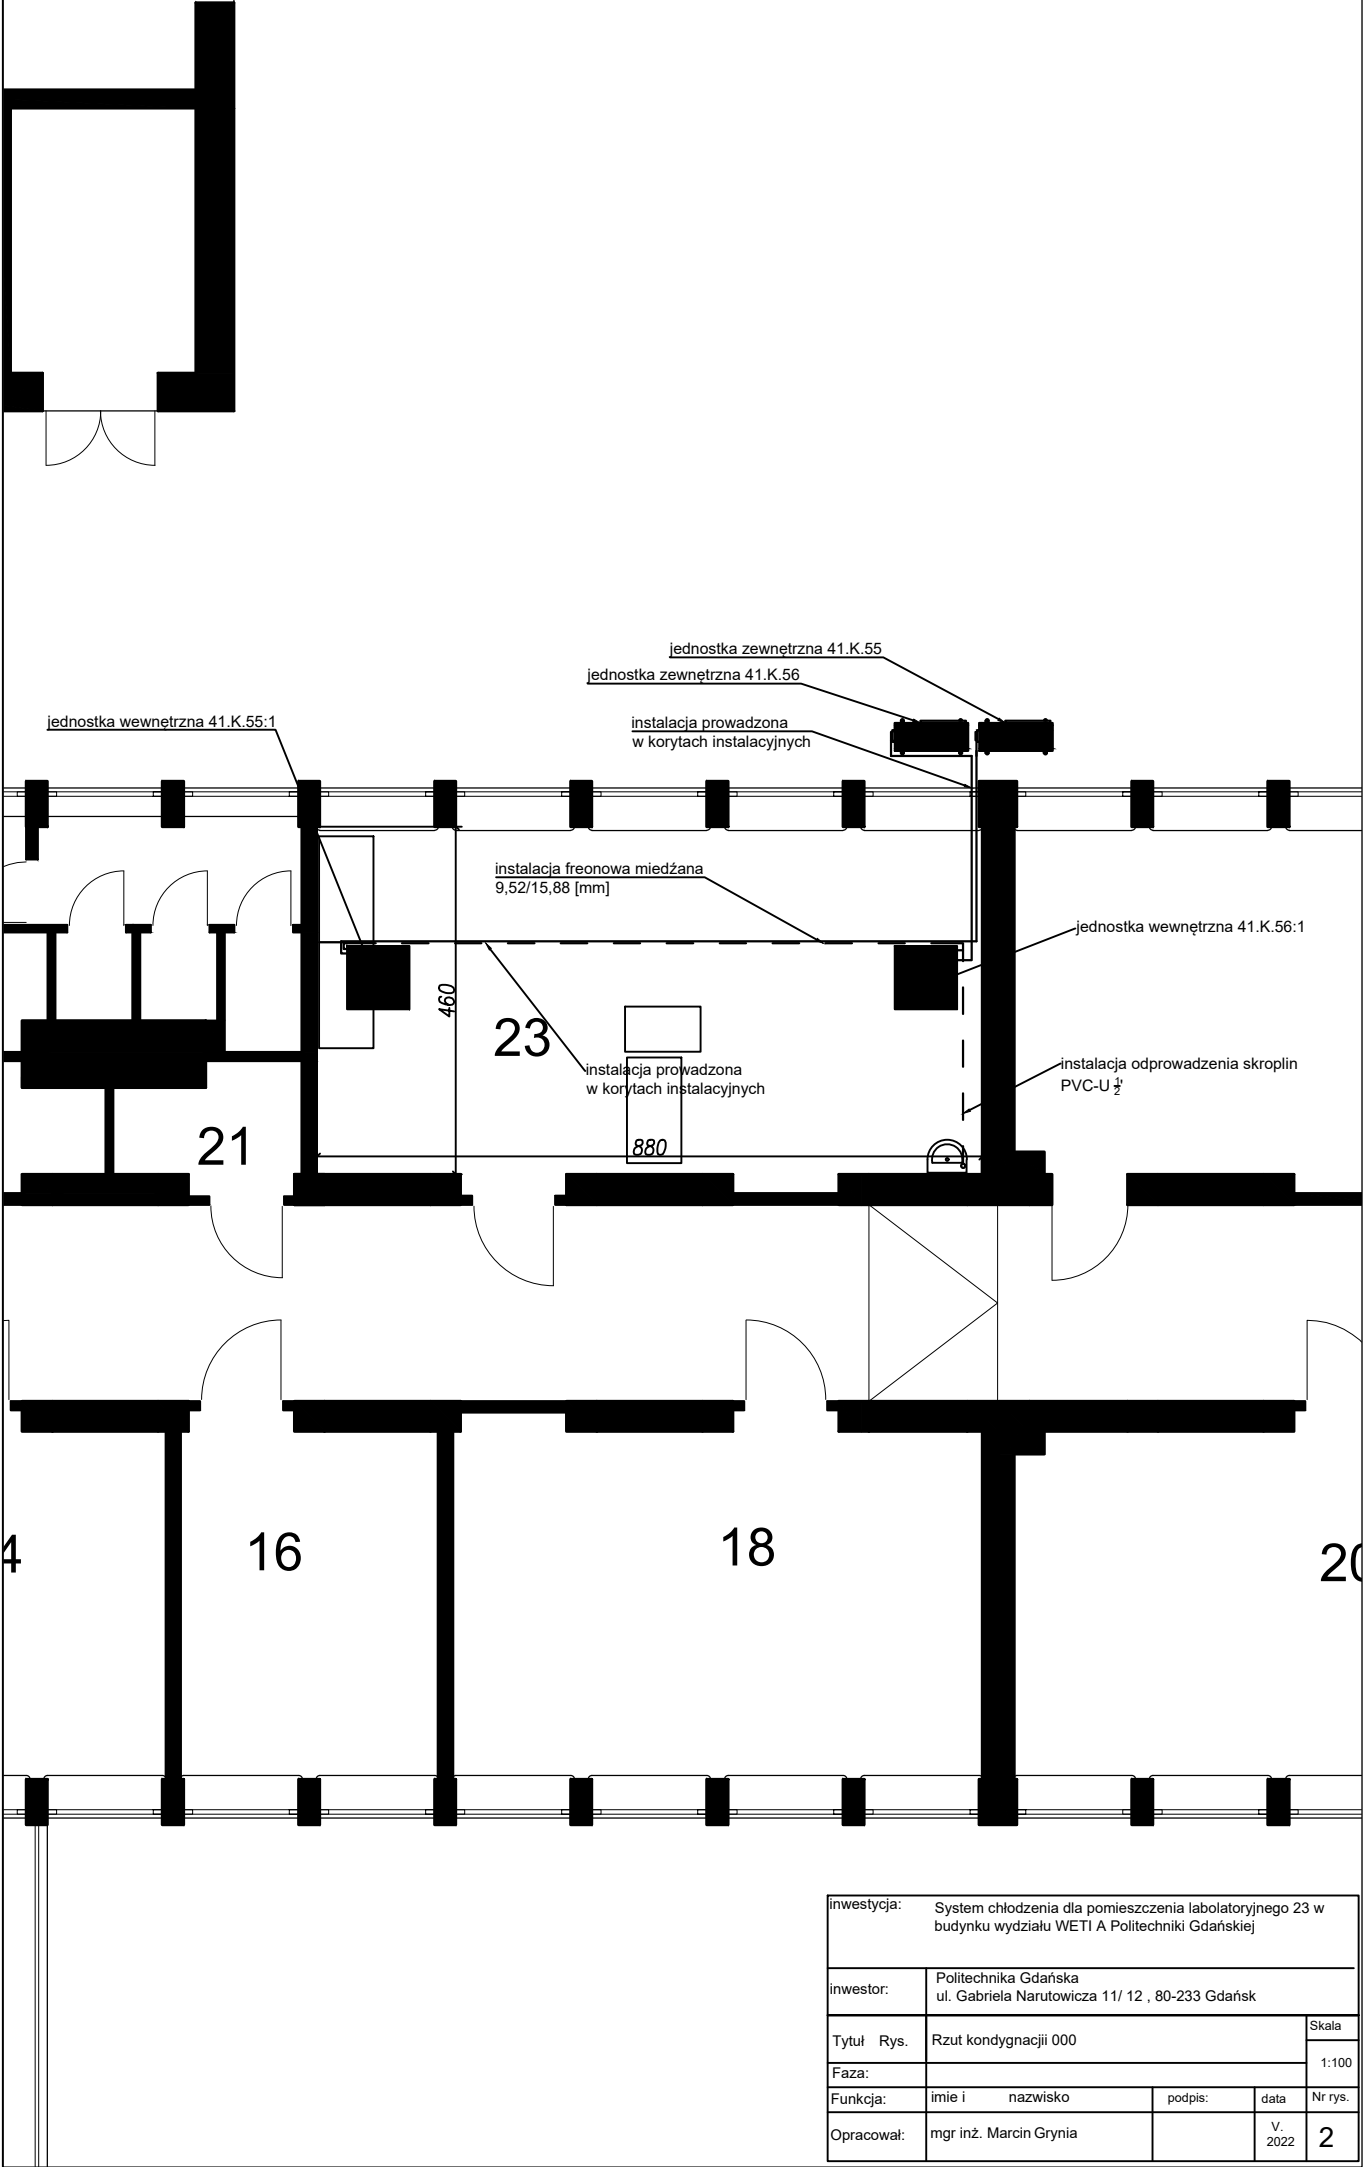 jednostka zewnętrzna 41.K.55
jednostka zewnętrzna 41.K.56
jednostka wewnętrzna 41.K.55:1
instalacja prowadzona
w korytach instalacyjnych
instalacja freonowa miedźana
9,52/15,88 [mm]
jednostka wewnętrzna 41.K.56:1
460
23
instalacja prowadzona
w korytach instalacyjnych
instalacja odprowadzenia skroplin
PVC-U ½"
21
880
4
16
18
20
inwestycja:
System chłodzenia dla pomieszczenia labolatoryjnego 23 w
budynku wydziału WETI A Politechniki Gdańskiej
inwestor:
Politechnika Gdańska
ul. Gabriela Narutowicza 11/ 12 , 80-233 Gdańsk
Tytuł Rys.
Rzut kondygnacjii 000
Skala
1:100
Faza:
Funkcja:
imie i nazwisko
podpis:
data
Nr rys.
Opracował:
mgr inż. Marcin Grynia
V.
2022
2